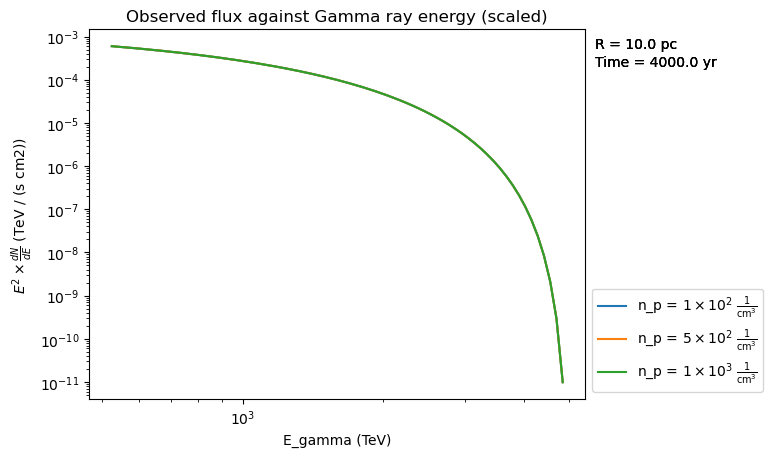 Observed flux against Gamma ray energy (scaled)
R = 10.0 pc
Time = 4000.0 yr
10⁻³
10⁻⁴
10⁻⁵
10⁻⁶
10⁻⁷
10⁻⁸
10⁻⁹
10⁻¹⁰
10⁻¹¹
E² × dN/dE (TeV / (s cm2))
n_p = 1 × 10² 1/cm³
n_p = 5 × 10² 1/cm³
n_p = 1 × 10³ 1/cm³
10³
E_gamma (TeV)